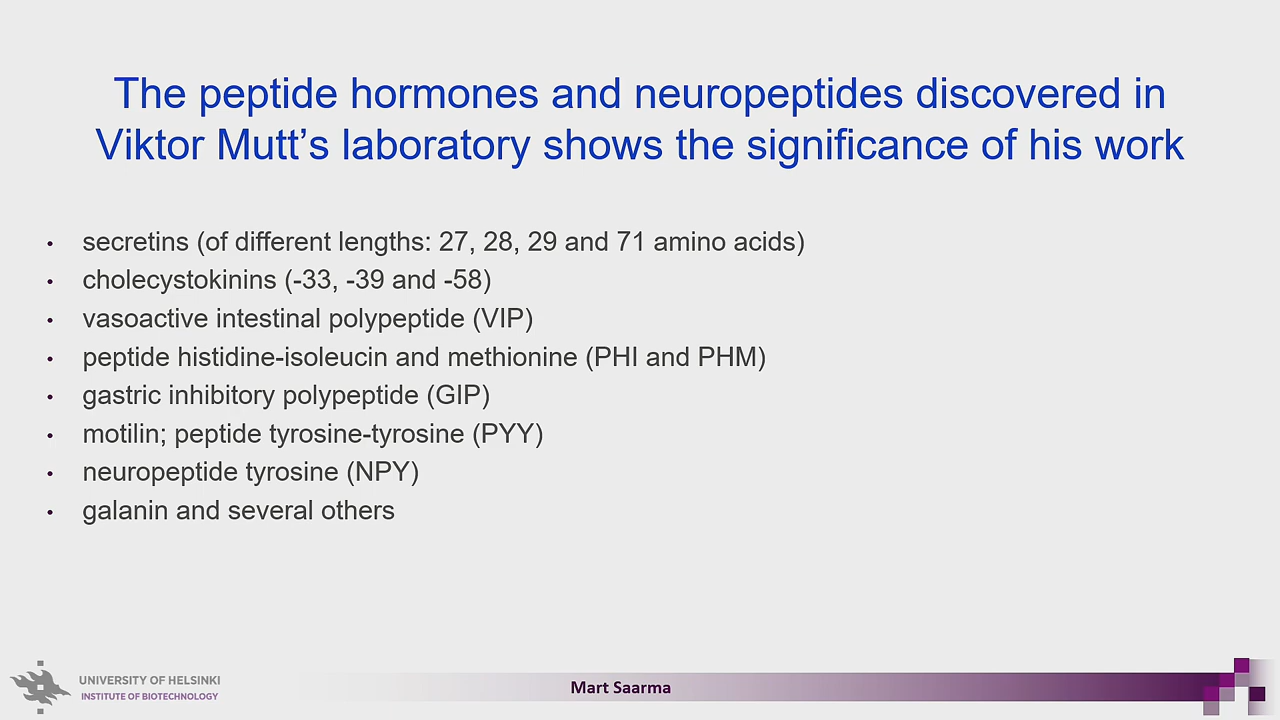 The peptide hormones and neuropeptides discovered in
Viktor Mutt’s laboratory shows the significance of his work
• secretins (of different lengths: 27, 28, 29 and 71 amino acids)
• cholecystokinins (-33, -39 and -58)
• vasoactive intestinal polypeptide (VIP)
• peptide histidine-isoleucin and methionine (PHI and PHM)
• gastric inhibitory polypeptide (GIP)
• motilin; peptide tyrosine-tyrosine (PYY)
• neuropeptide tyrosine (NPY)
• galanin and several others
UNIVERSITY OF HELSINKI
INSTITUTE OF BIOTECHNOLOGY
Mart Saarma